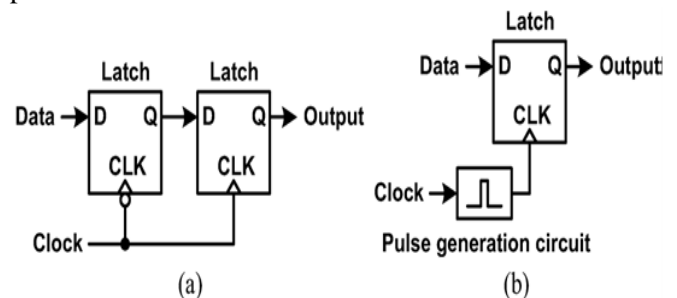 Latch
Latch
Data
D
Q
D
Q
Output
CLK
CLK
Clock
(a)
Latch
Data
D
Q
Output
CLK
Clock
Pulse generation circuit
(b)